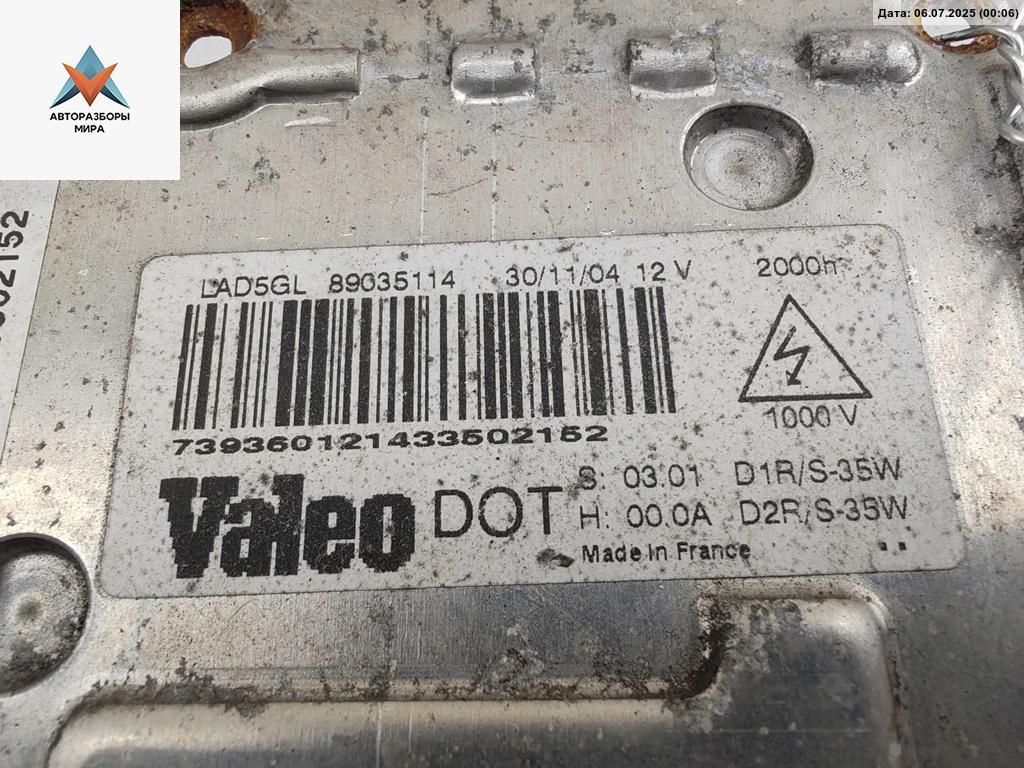 Дата: 06.07.2025 (00:06)
АВТОРАЗБОРЫ
МИРА
LAD5GL 89035114 30/11/04 12 V 2000h
1000 V
739360121433502152
Valeo DOT
S: 03.01 D1R/S-35W
H: 00.0A D2R/S-35W
Made in France